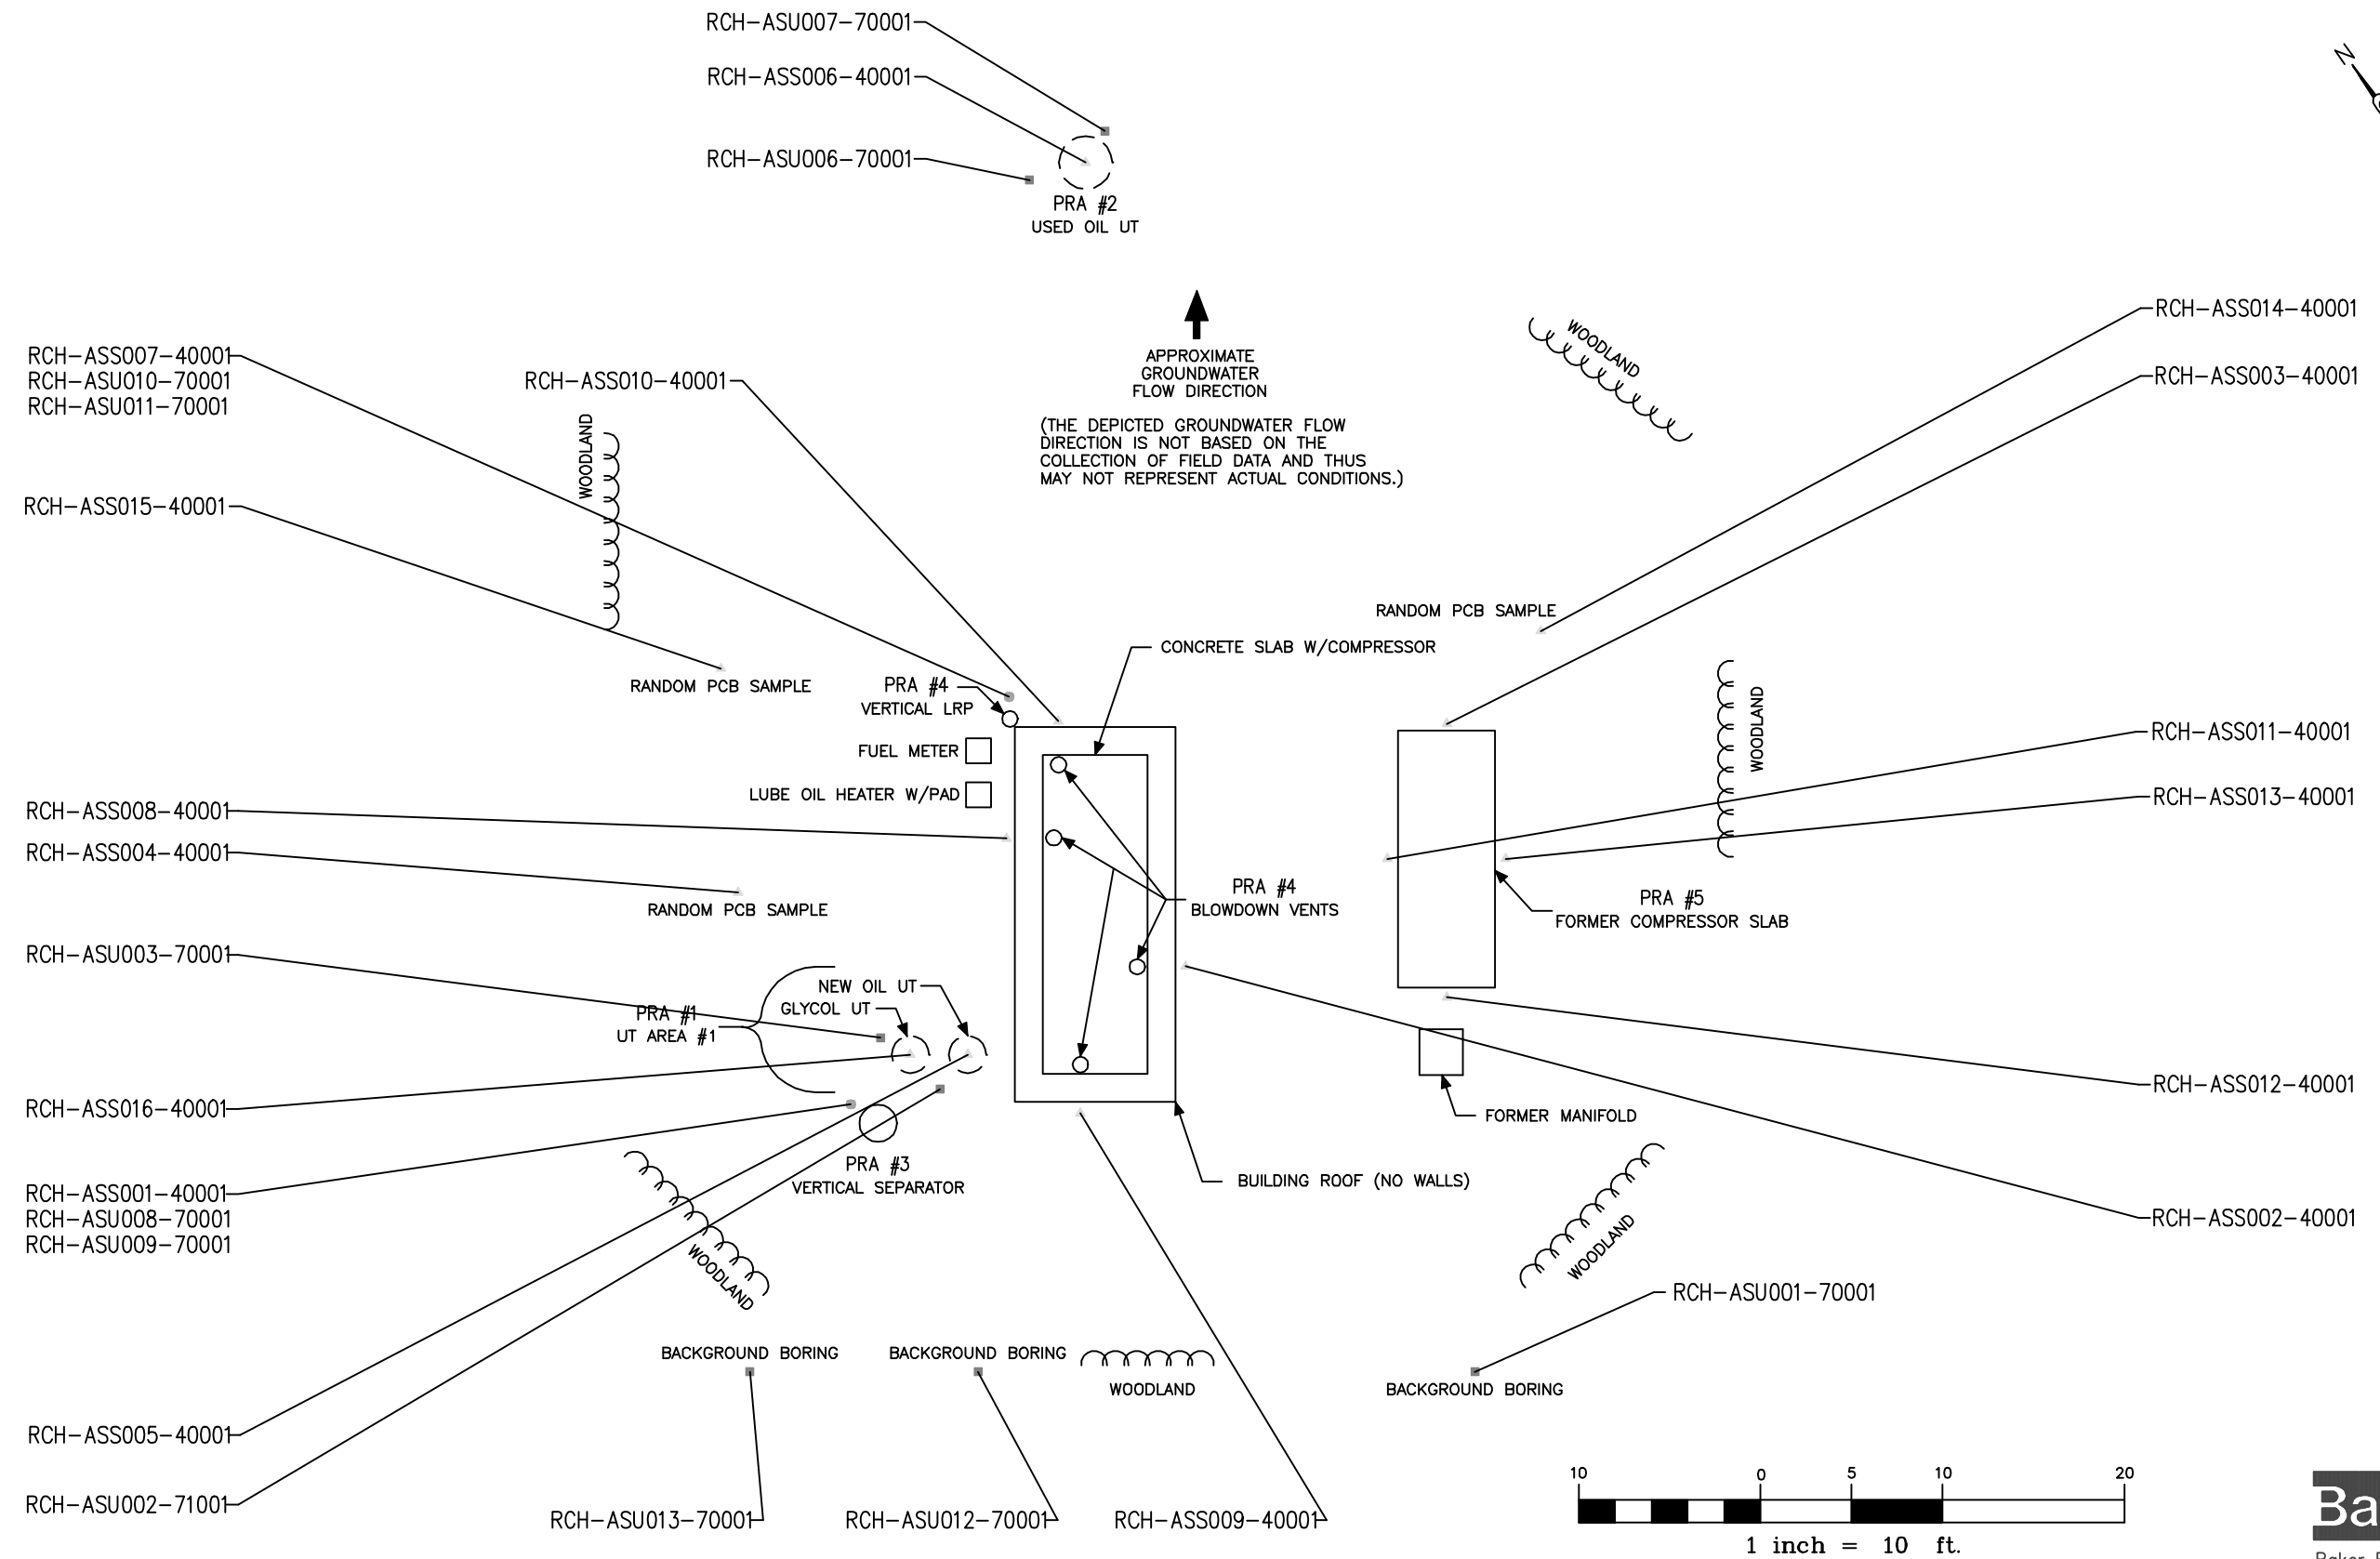 RCH-ASU007-70001
RCH-ASS006-40001
RCH-ASU006-70001
PRA #2
USED OIL UT
N
APPROXIMATE
GROUNDWATER
FLOW DIRECTION
(THE DEPICTED GROUNDWATER FLOW
DIRECTION IS NOT BASED ON THE
COLLECTION OF FIELD DATA AND THUS
MAY NOT REPRESENT ACTUAL CONDITIONS.)
WOODLAND
RCH-ASS014-40001
RCH-ASS003-40001
RCH-ASS007-40001
RCH-ASU010-70001
RCH-ASU011-70001
RCH-ASS010-40001
WOODLAND
RCH-ASS015-40001
RANDOM PCB SAMPLE
RANDOM PCB SAMPLE
CONCRETE SLAB W/COMPRESSOR
PRA #4
VERTICAL LRP
FUEL METER
LUBE OIL HEATER W/PAD
WOODLAND
RCH-ASS011-40001
RCH-ASS013-40001
RCH-ASS008-40001
RCH-ASS004-40001
RANDOM PCB SAMPLE
PRA #4
BLOWDOWN VENTS
PRA #5
FORMER COMPRESSOR SLAB
RCH-ASU003-70001
NEW OIL UT
GLYCOL UT
PRA #1
UT AREA #1
RCH-ASS016-40001
RCH-ASS012-40001
FORMER MANIFOLD
PRA #3
VERTICAL SEPARATOR
BUILDING ROOF (NO WALLS)
RCH-ASS001-40001
RCH-ASU008-70001
RCH-ASU009-70001
RCH-ASS002-40001
WOODLAND
WOODLAND
RCH-ASU001-70001
BACKGROUND BORING
BACKGROUND BORING
WOODLAND
BACKGROUND BORING
RCH-ASS005-40001
RCH-ASU002-71001
RCH-ASU013-70001
RCH-ASU012-70001
RCH-ASS009-40001
10 0 5 10 20
1 inch = 10 ft.
Ba